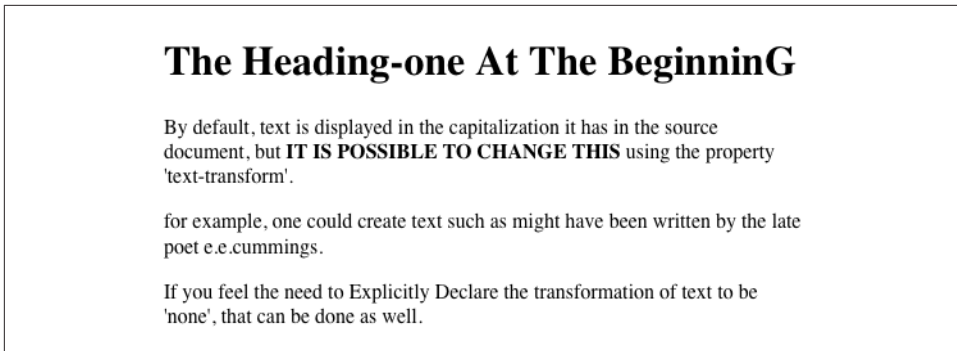 The Heading-one At The BeginninG
By default, text is displayed in the capitalization it has in the source
document, but IT IS POSSIBLE TO CHANGE THIS using the property
'text-transform'.
for example, one could create text such as might have been written by the late
poet e.e.cummings.
If you feel the need to Explicitly Declare the transformation of text to be
'none', that can be done as well.